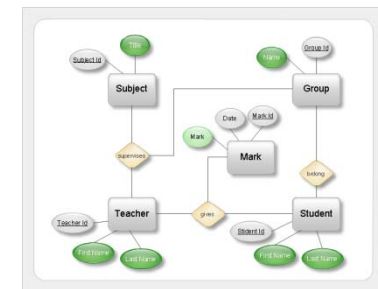 Title
Subject Id
Group Id
Name
Subject
Group
Date
Mark Id
Mark
Mark
supervises
belong
Teacher
gives
Student
Teacher Id
Stident Id
First Name
Last Name
First Name
Last Name